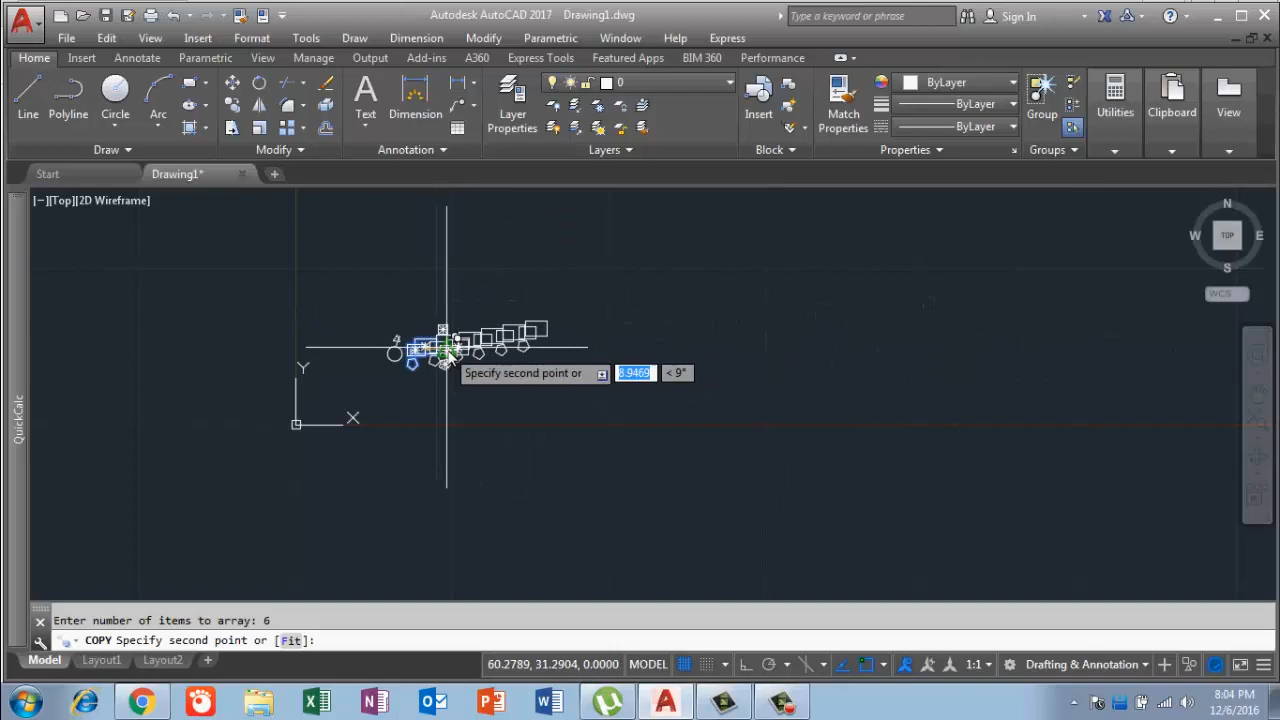 A Autodesk AutoCAD 2017 Drawing1.dwg Type a keyword or phrase Sign In
File Edit View Insert Format Tools Draw Dimension Modify Parametric Window Help Express
Home Insert Annotate Parametric View Manage Output Add-ins A360 Express Tools Featured Apps BIM 360 Performance
Line Polyline Circle Arc Text Dimension Layer Properties 0 Insert Match Properties ByLayer ByLayer ByLayer Group Utilities Clipboard View
Draw Modify Annotation Layers Block Properties Groups
Start Drawing1*
[−][Top][2D Wireframe]
N
W TOP E
S
WCS
Y
X
Specify second point or 8.9469 < 9°
QuickCalc
Enter number of items to array: 6
COPY Specify second point or [Fit]:
Model Layout1 Layout2 + 60.2789, 31.2904, 0.0000 MODEL 1:1 Drafting & Annotation
8:04 PM
12/6/2016